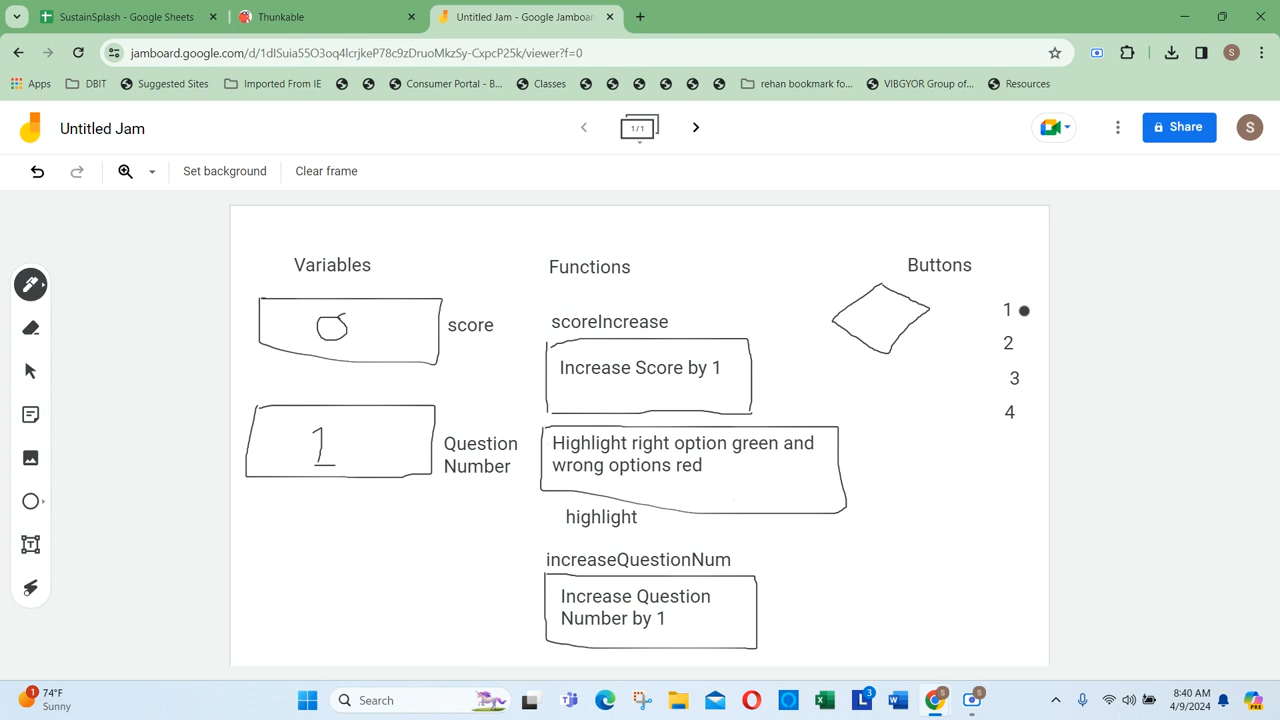 SustainSplash - Google Sheets
Thunkable
Untitled Jam - Google Jamboard
jamboard.google.com/d/1dISuia55O3oq4lcrjkeP78c9zDruoMkzSy-CxpcP25k/viewer?f=0
S
Apps
DBIT
Suggested Sites
Imported From IE
Consumer Portal - B...
Classes
rehan bookmark fo...
VIBGYOR Group of...
Resources
Untitled Jam
1/1
Share
S
Set background
Clear frame
Variables
Functions
Buttons
0
score
scoreIncrease
Increase Score by 1
1
2
3
4
1
Question
Number
Highlight right option green and
wrong options red
highlight
increaseQuestionNum
Increase Question
Number by 1
1
74°F
Sunny
Search
L
3
S
S
8:40 AM
4/9/2024
PRE